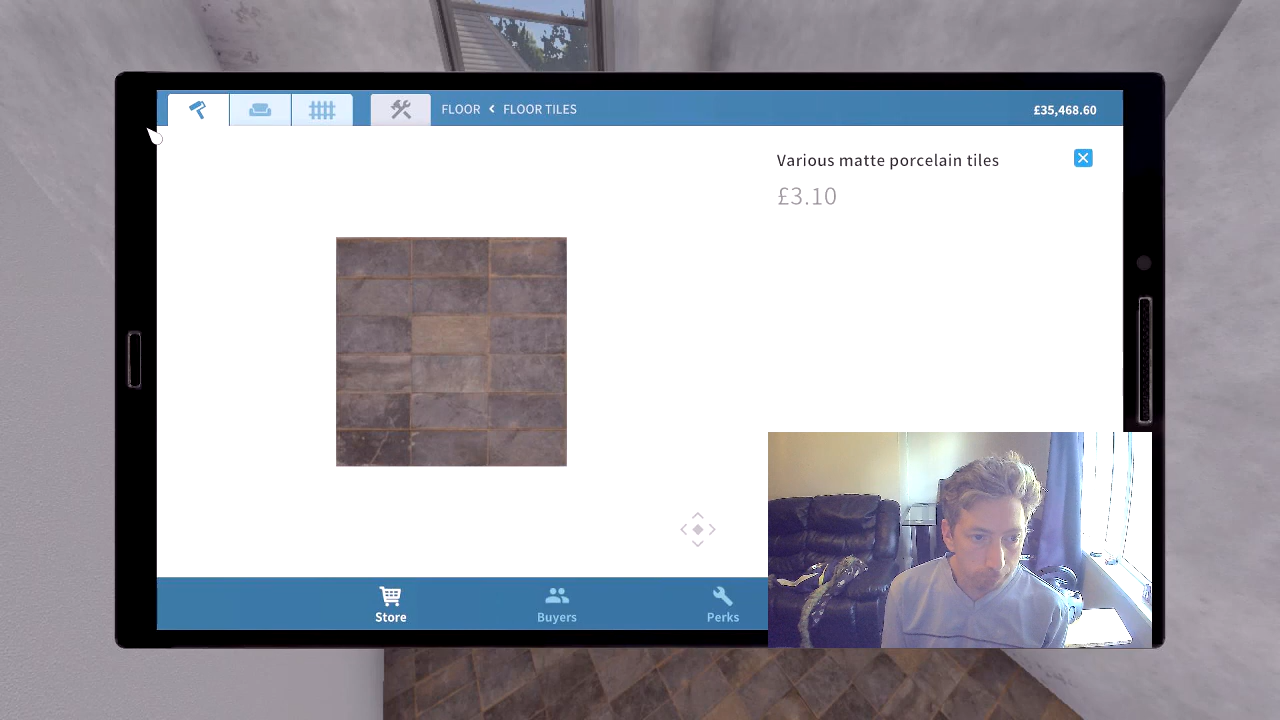 FLOOR < FLOOR TILES
£35,468.60
Various matte porcelain tiles
£3.10
Store
Buyers
Perks